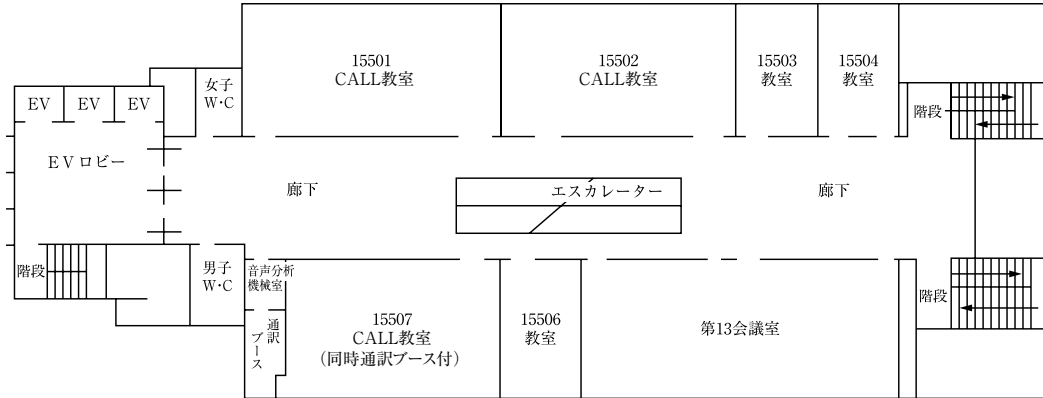 15501
CALL教室
15502
CALL教室
15503
教室
15504
教室
女子
W・C
EV
EV
EV
階段
EVロビー
廊下
エスカレーター
廊下
階段
男子
W・C
音声分析
機械室
通訳
ブース
15507
CALL教室
(同時通訳ブース付)
15506
教室
第13会議室
階段